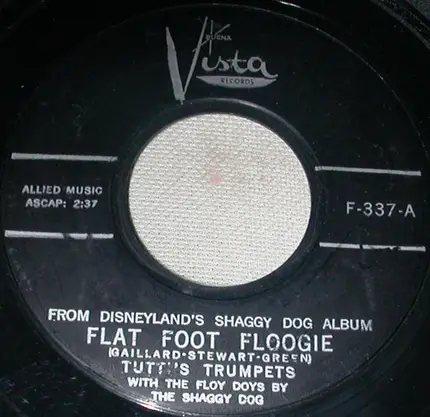 BUENA
Vista
RECORDS
ALLIED MUSIC
ASCAP: 2:37
F-337-A
FROM DISNEYLAND'S SHAGGY DOG ALBUM
FLAT FOOT FLOOGIE
(GAILLARD-STEWART-GREEN)
TUTTI'S TRUMPETS
WITH THE FLOY DOYS BY
THE SHAGGY DOG